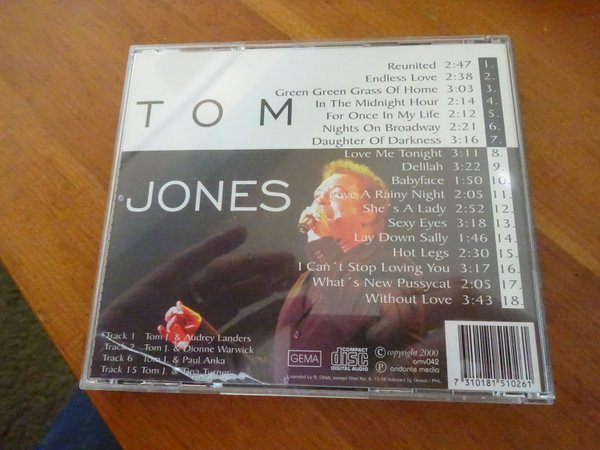 TOM
JONES
Reunited 2:47 1.
Endless Love 2:38 2.
Green Green Grass Of Home 3:03 3.
In The Midnight Hour 2:14 4.
For Once In My Life 2:12 5.
Nights On Broadway 2:21 6.
Daughter Of Darkness 3:16 7.
Love Me Tonight 3:11 8.
Delilah 3:22 9.
Babyface 1:50 10.
I Love A Rainy Night 2:05 11.
She´s A Lady 2:52 12.
Sexy Eyes 3:18 13.
Lay Down Sally 1:46 14.
Hot Legs 2:30 15.
I Can´t Stop Loving You 3:17 16.
What´s New Pussycat 2:05 17.
Without Love 3:43 18.
Track 1 Tom J. & Audrey Landers
Track 2 Tom J. & Dionne Warwick
Track 6 Tom J. & Paul Anka
Track 15 Tom J. & Tina Turner
GEMA
COMPACT
disc
DIGITAL AUDIO
© copyright 2000
amv042
℗ andante media
7 310181 510261